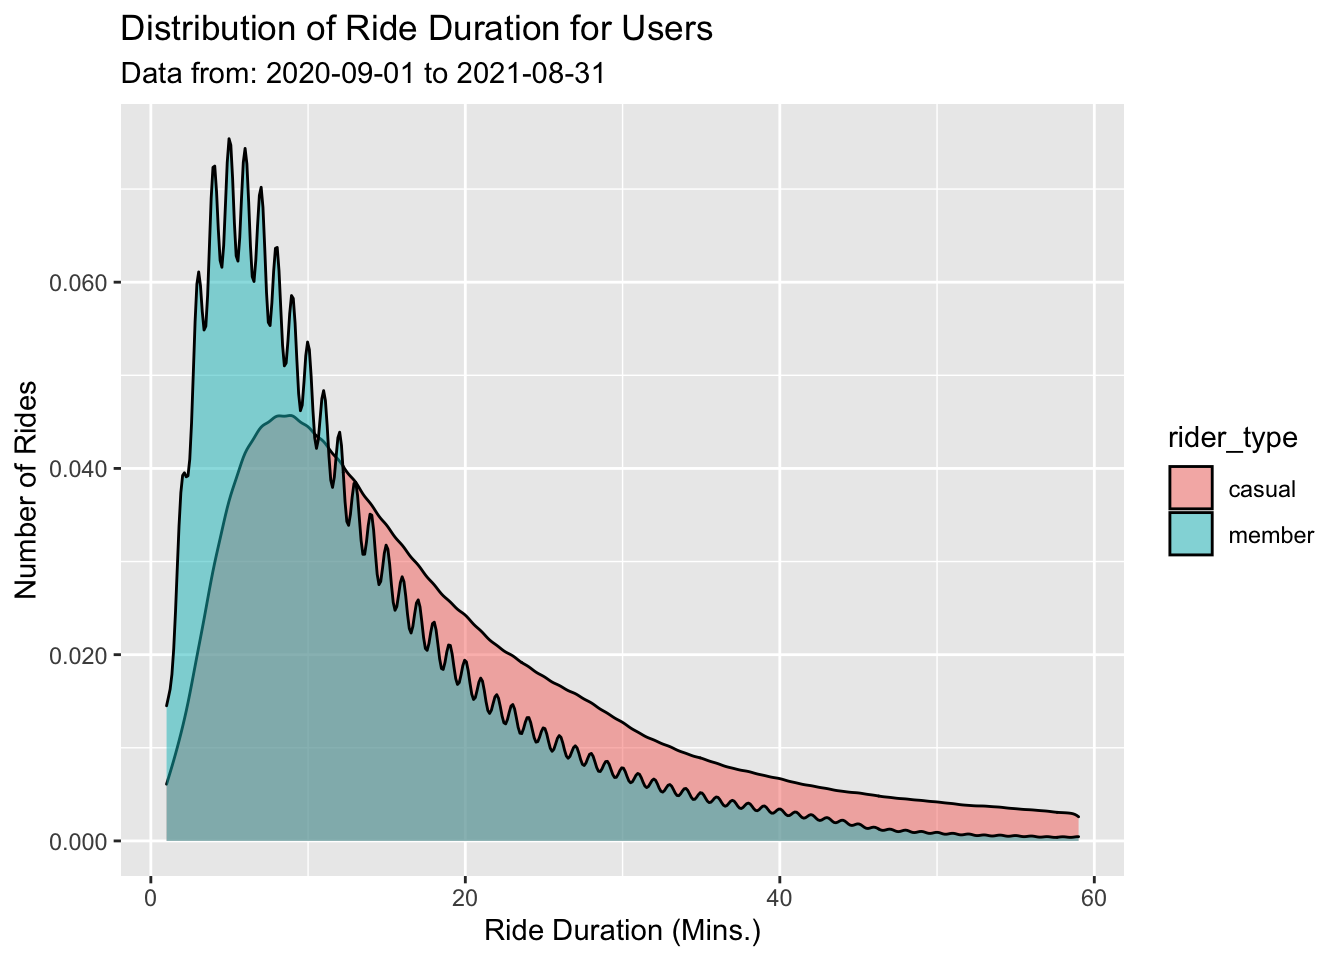 Distribution of Ride Duration for Users
Data from: 2020-09-01 to 2021-08-31
Number of Rides
0.060
0.040
0.020
0.000
0 20 40 60
Ride Duration (Mins.)
rider_type
casual
member